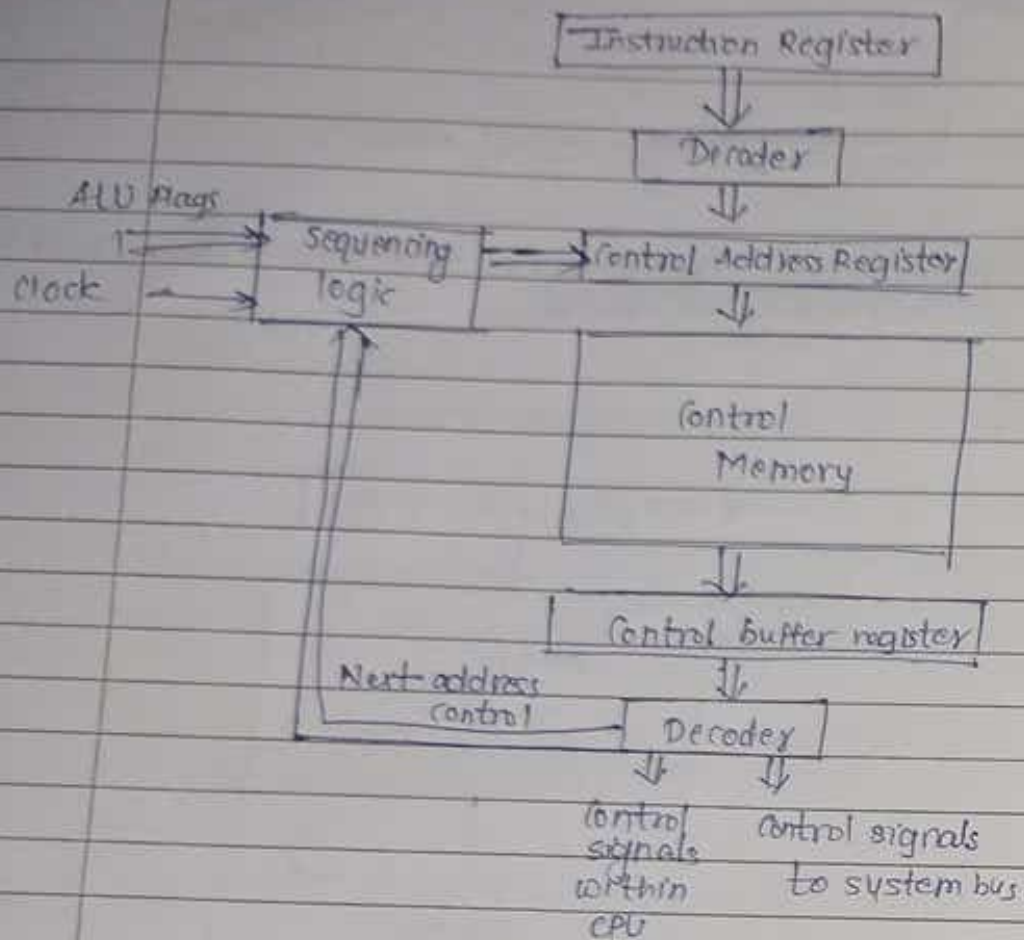 Instruction Register
Decoder
ALU Flags
Sequencing
logic
Control Address Register
Clock
Control
Memory
Control buffer register
Next address
control
Decoder
Control
signals
within
CPU
control signals
to system bus